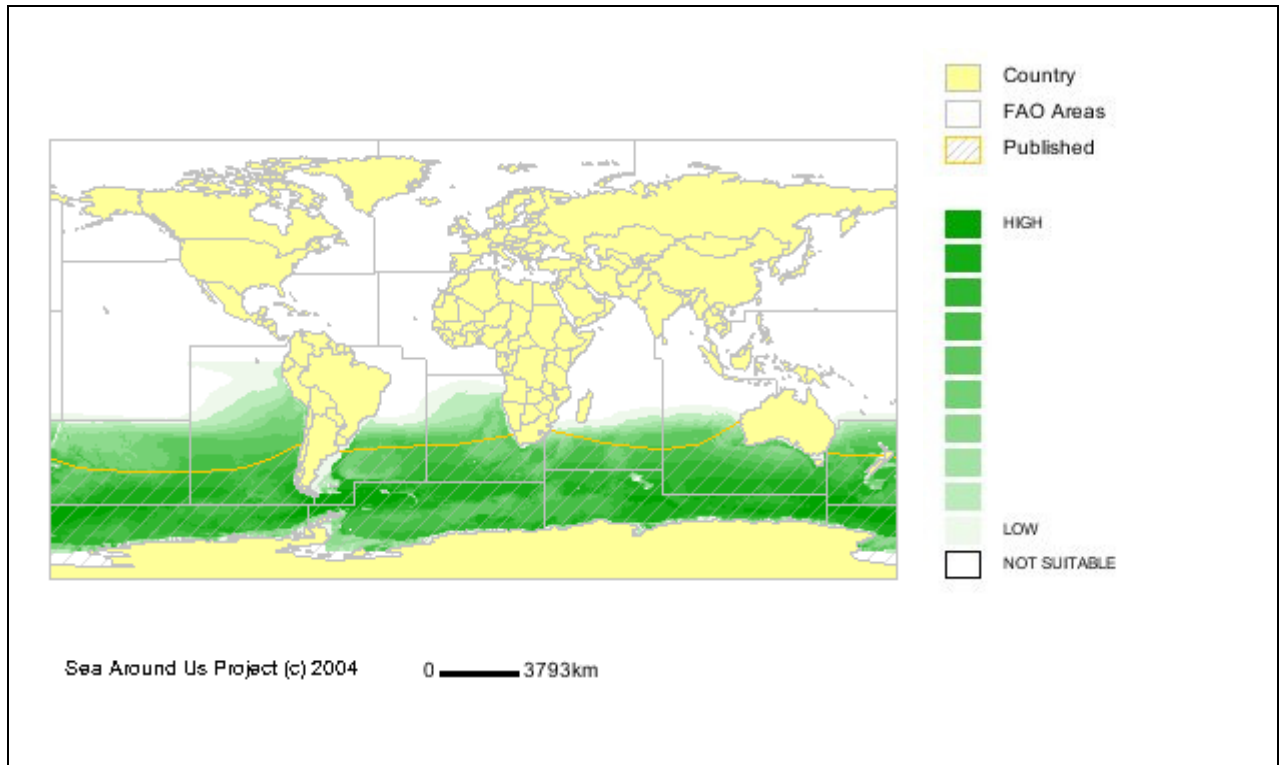 Country
FAO Areas
Published
HIGH
LOW
NOT SUITABLE
Sea Around Us Project (c) 2004
0 3793km